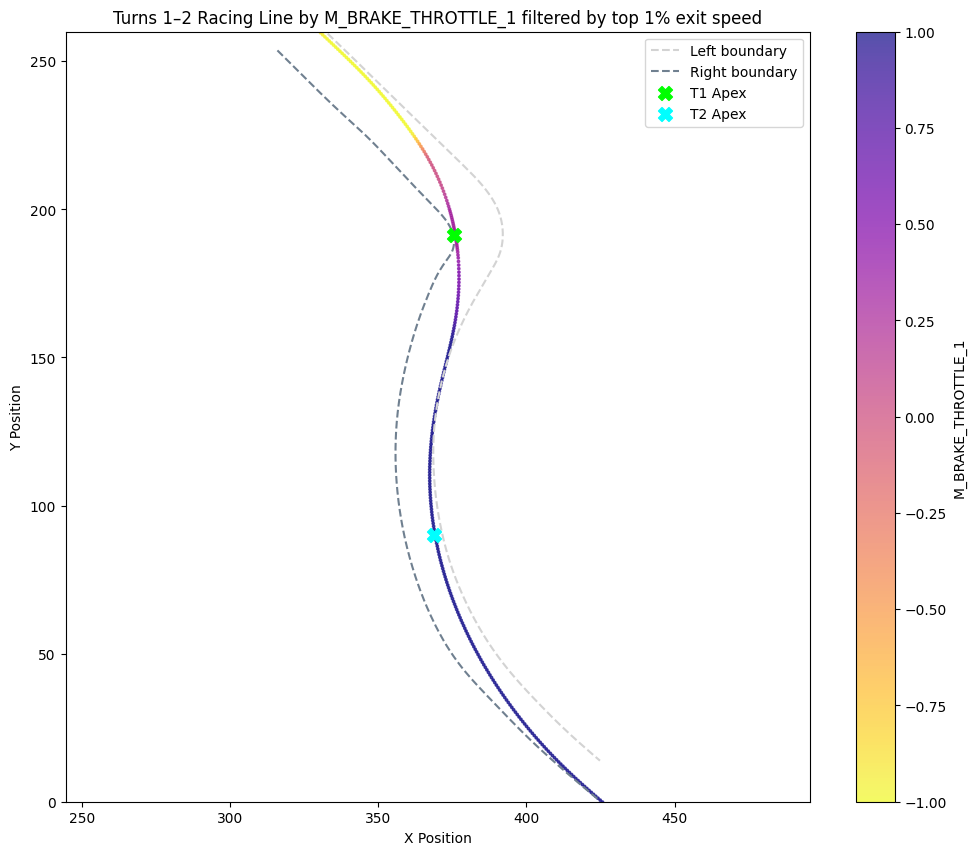 Turns 1–2 Racing Line by M_BRAKE_THROTTLE_1 filtered by top 1% exit speed
Left boundary
Right boundary
T1 Apex
T2 Apex
250
200
150
100
50
0
Y Position
250
300
350
400
450
X Position
1.00
0.75
0.50
0.25
0.00
−0.25
−0.50
−0.75
−1.00
M_BRAKE_THROTTLE_1